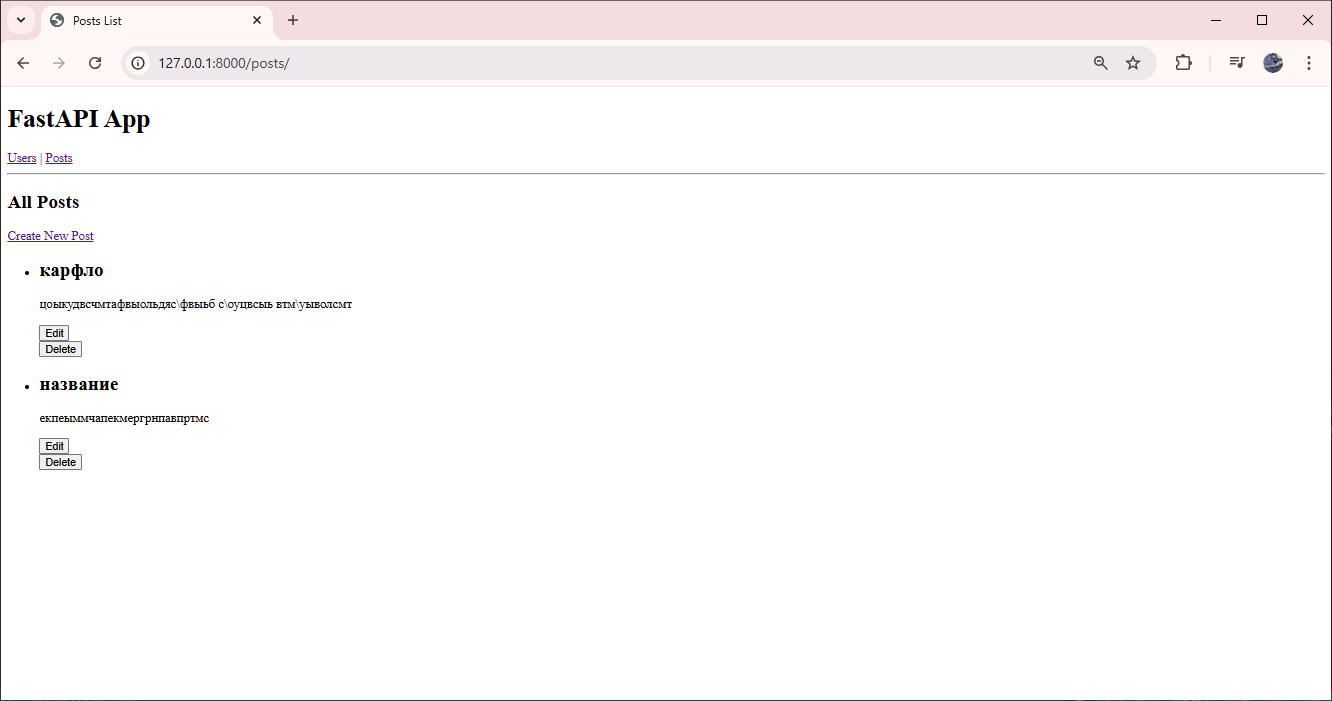 Posts List
127.0.0.1:8000/posts/
FastAPI App
Users | Posts
All Posts
Create New Post
карфло
цоыкудвсчмтафвыольдяс\фвыьб с\оуцвсыь втм\уыволсмт
Edit
Delete
название
екпеыммчапекмергрнпавпртмс
Edit
Delete